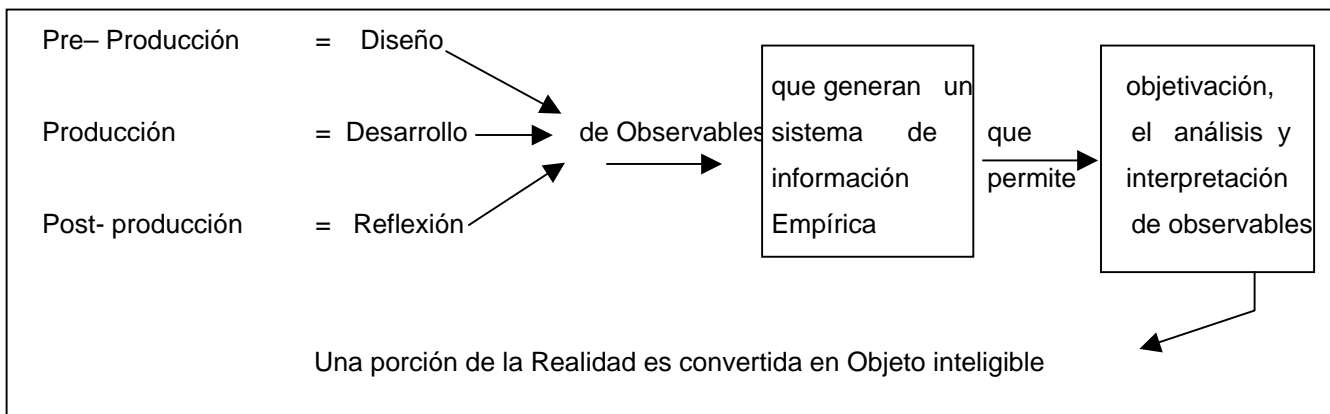 Pre– Producción = Diseño
que generan un
sistema de
información
Empírica
objetivación,
el análisis y
interpretación
de observables
Producción = Desarrollo
de Observables
que
permite
Post- producción = Reflexión
Una porción de la Realidad es convertida en Objeto inteligible